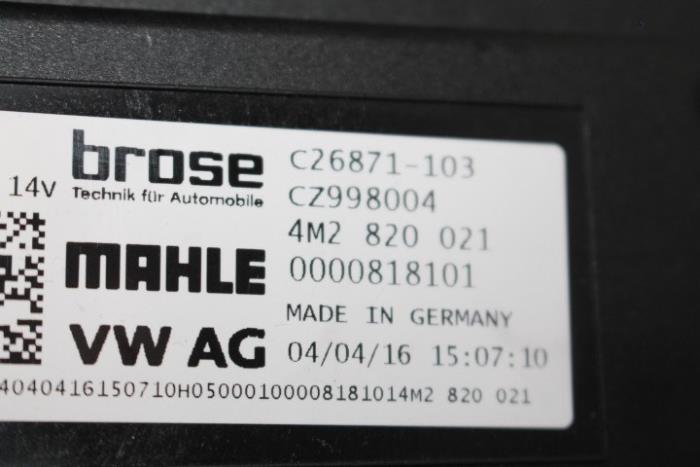 brose C26871-103
14V Technik für Automobile CZ998004
4M2 820 021
MAHLE 0000818101
MADE IN GERMANY
VW AG 04/04/16 15:07:10
4040416150710H05000100008181014M2 820 021